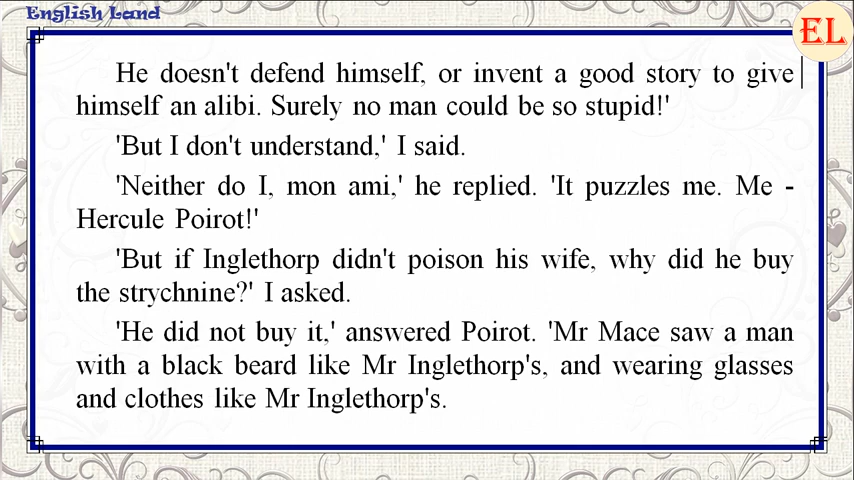 English Land
EL
He doesn't defend himself, or invent a good story to give
himself an alibi. Surely no man could be so stupid!'
'But I don't understand,' I said.
'Neither do I, mon ami,' he replied. 'It puzzles me. Me -
Hercule Poirot!'
'But if Inglethorp didn't poison his wife, why did he buy
the strychnine?' I asked.
'He did not buy it,' answered Poirot. 'Mr Mace saw a man
with a black beard like Mr Inglethorp's, and wearing glasses
and clothes like Mr Inglethorp's.